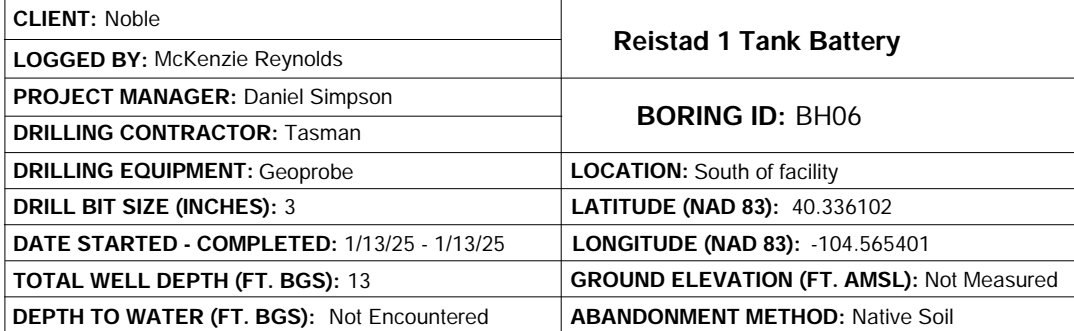 CLIENT: Noble
LOGGED BY: McKenzie Reynolds
Reistad 1 Tank Battery
PROJECT MANAGER: Daniel Simpson
DRILLING CONTRACTOR: Tasman
BORING ID: BH06
DRILLING EQUIPMENT: Geoprobe
LOCATION: South of facility
DRILL BIT SIZE (INCHES): 3
LATITUDE (NAD 83): 40.336102
DATE STARTED - COMPLETED: 1/13/25 - 1/13/25
LONGITUDE (NAD 83): -104.565401
TOTAL WELL DEPTH (FT. BGS): 13
GROUND ELEVATION (FT. AMSL): Not Measured
DEPTH TO WATER (FT. BGS): Not Encountered
ABANDONMENT METHOD: Native Soil